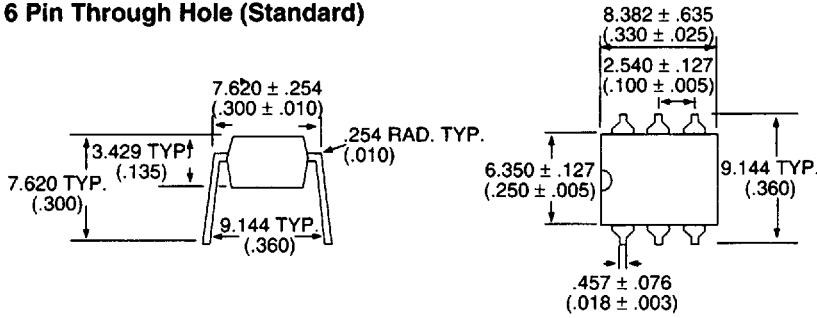 6 Pin Through Hole (Standard)
7.620 ± .254
(.300 ± .010)
3.429 TYP.
(.135)
7.620 TYP.
(.300)
.254 RAD. TYP.
(.010)
9.144 TYP.
(.360)
8.382 ± .635
(.330 ± .025)
2.540 ± .127
(.100 ± .005)
6.350 ± .127
(.250 ± .005)
9.144 TYP.
(.360)
.457 ± .076
(.018 ± .003)